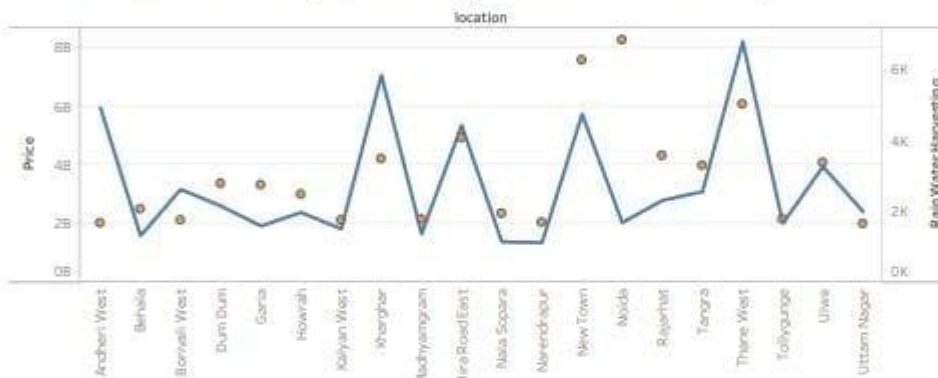 location
8B
6B
4B
2B
0B
Price
6K
4K
2K
0K
Rain Water Harvesting
Andheri West
Behala
Borivali West
Dum Dum
Garia
Howrah
Kalyan West
Kharghar
Madhyamgram
Mira Road East
Nala Sopara
Narendrapur
New Town
Noida
Rajarhat
Tangra
Thane West
Tollygunge
Ulwe
Uttam Nagar